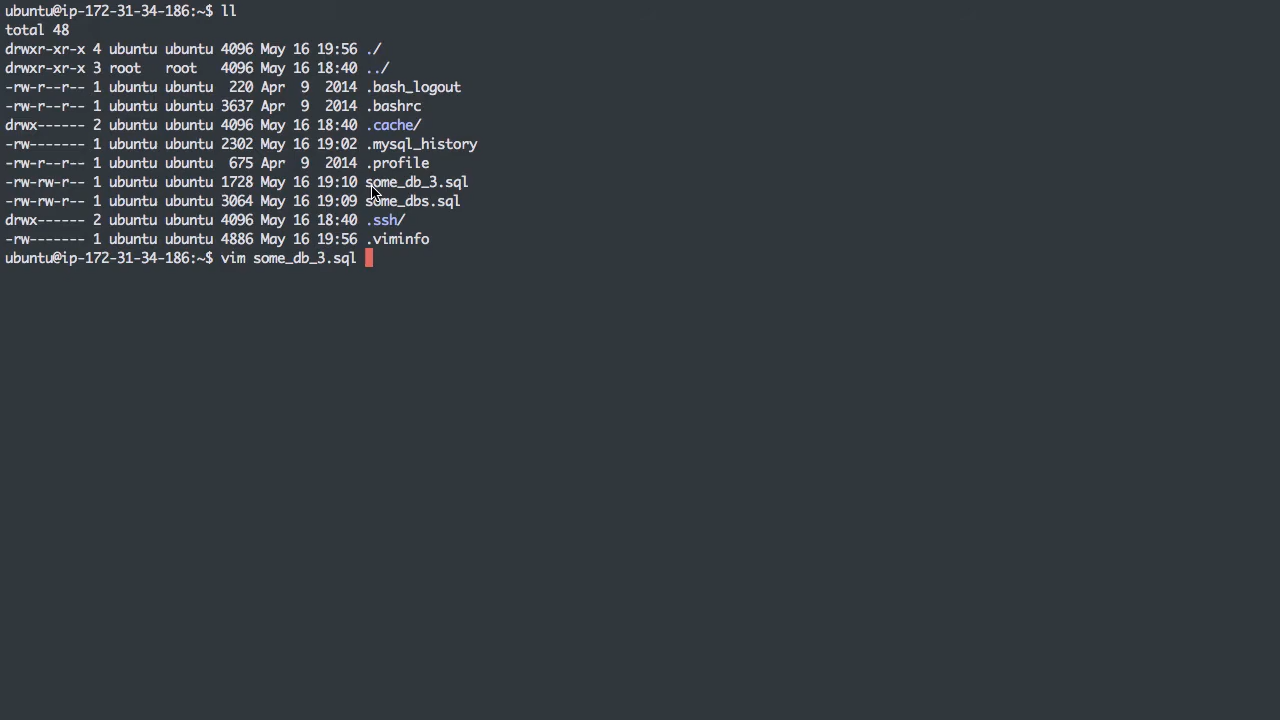 ubuntu@ip-172-31-34-186:~$ ll
total 48
drwxr-xr-x 4 ubuntu ubuntu 4096 May 16 19:56 ./
drwxr-xr-x 3 root   root   4096 May 16 18:40 ../
-rw-r--r-- 1 ubuntu ubuntu  220 Apr  9  2014 .bash_logout
-rw-r--r-- 1 ubuntu ubuntu 3637 Apr  9  2014 .bashrc
drwx------ 2 ubuntu ubuntu 4096 May 16 18:40 .cache/
-rw------- 1 ubuntu ubuntu 2302 May 16 19:02 .mysql_history
-rw-r--r-- 1 ubuntu ubuntu  675 Apr  9  2014 .profile
-rw-rw-r-- 1 ubuntu ubuntu 1728 May 16 19:10 some_db_3.sql
-rw-rw-r-- 1 ubuntu ubuntu 3064 May 16 19:09 some_dbs.sql
drwx------ 2 ubuntu ubuntu 4096 May 16 18:40 .ssh/
-rw------- 1 ubuntu ubuntu 4886 May 16 19:56 .viminfo
ubuntu@ip-172-31-34-186:~$ vim some_db_3.sql